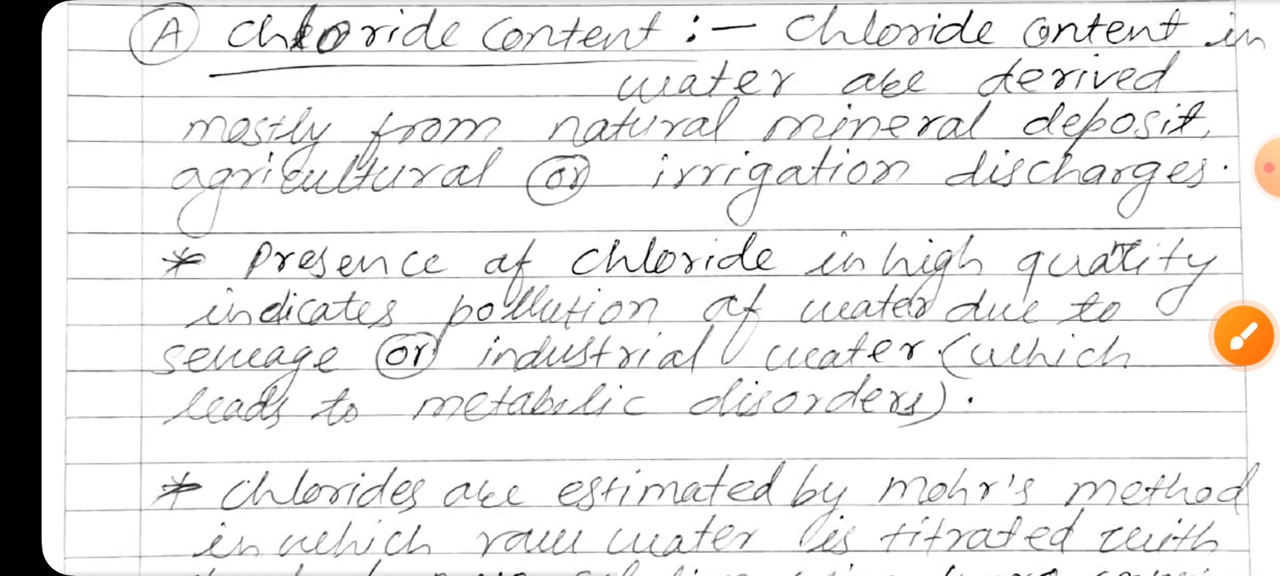 (A) Chloride Content :- Chloride ontent in
water are derived
mostly from natural mineral deposit,
agricultural (or) irrigation discharges.
* Presence of chloride in high quatity
indicates pollution of water due to
sewage (or) industrial water (which
leads to metabolic disorders).
* Chlorides are estimated by mohr's method
in which raw water is titrated with